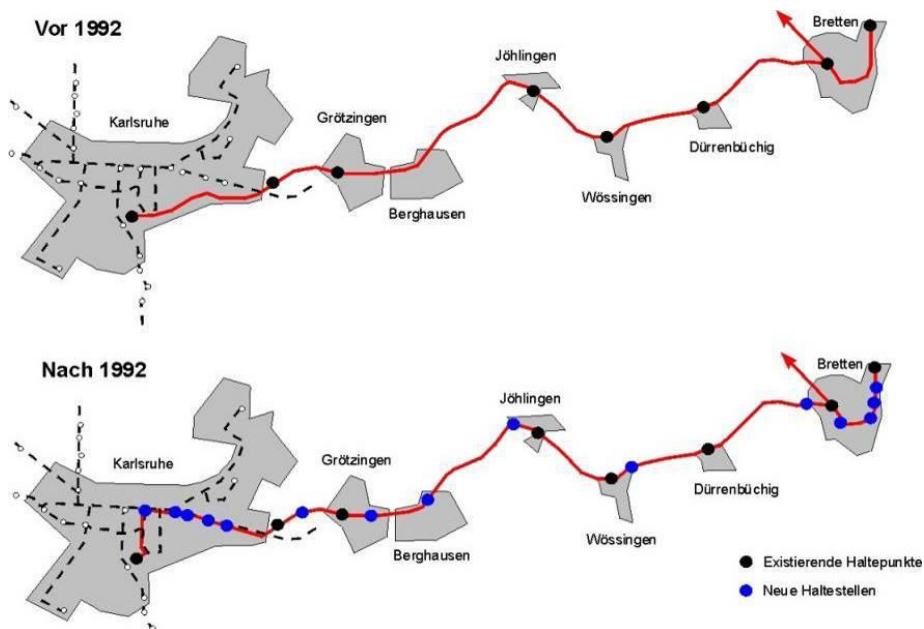 Vor 1992
Bretten
Jöhlingen
Karlsruhe
Grötzingen
Dürrenbüchig
Wössingen
Berghausen
Nach 1992
Bretten
Jöhlingen
Karlsruhe
Grötzingen
Dürrenbüchig
Wössingen
Berghausen
Existierende Haltepunkte
Neue Haltestellen